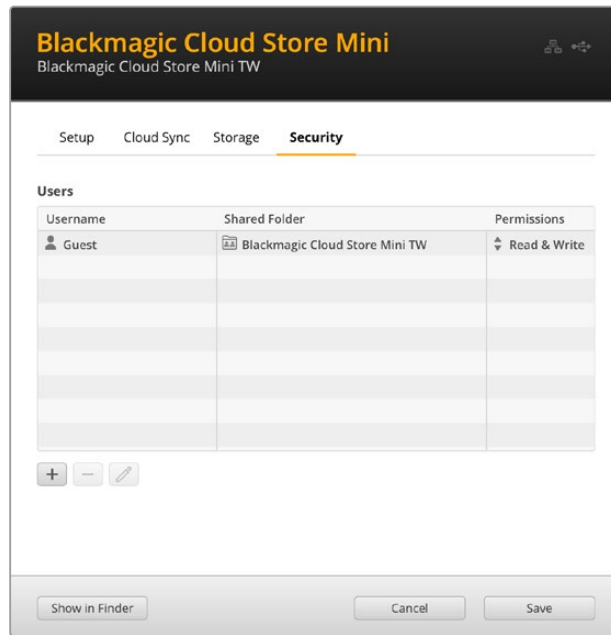 Blackmagic Cloud Store Mini
Blackmagic Cloud Store Mini TW
Setup Cloud Sync Storage Security
Users
Username Shared Folder Permissions
Guest Blackmagic Cloud Store Mini TW Read & Write
Show in Finder Cancel Save